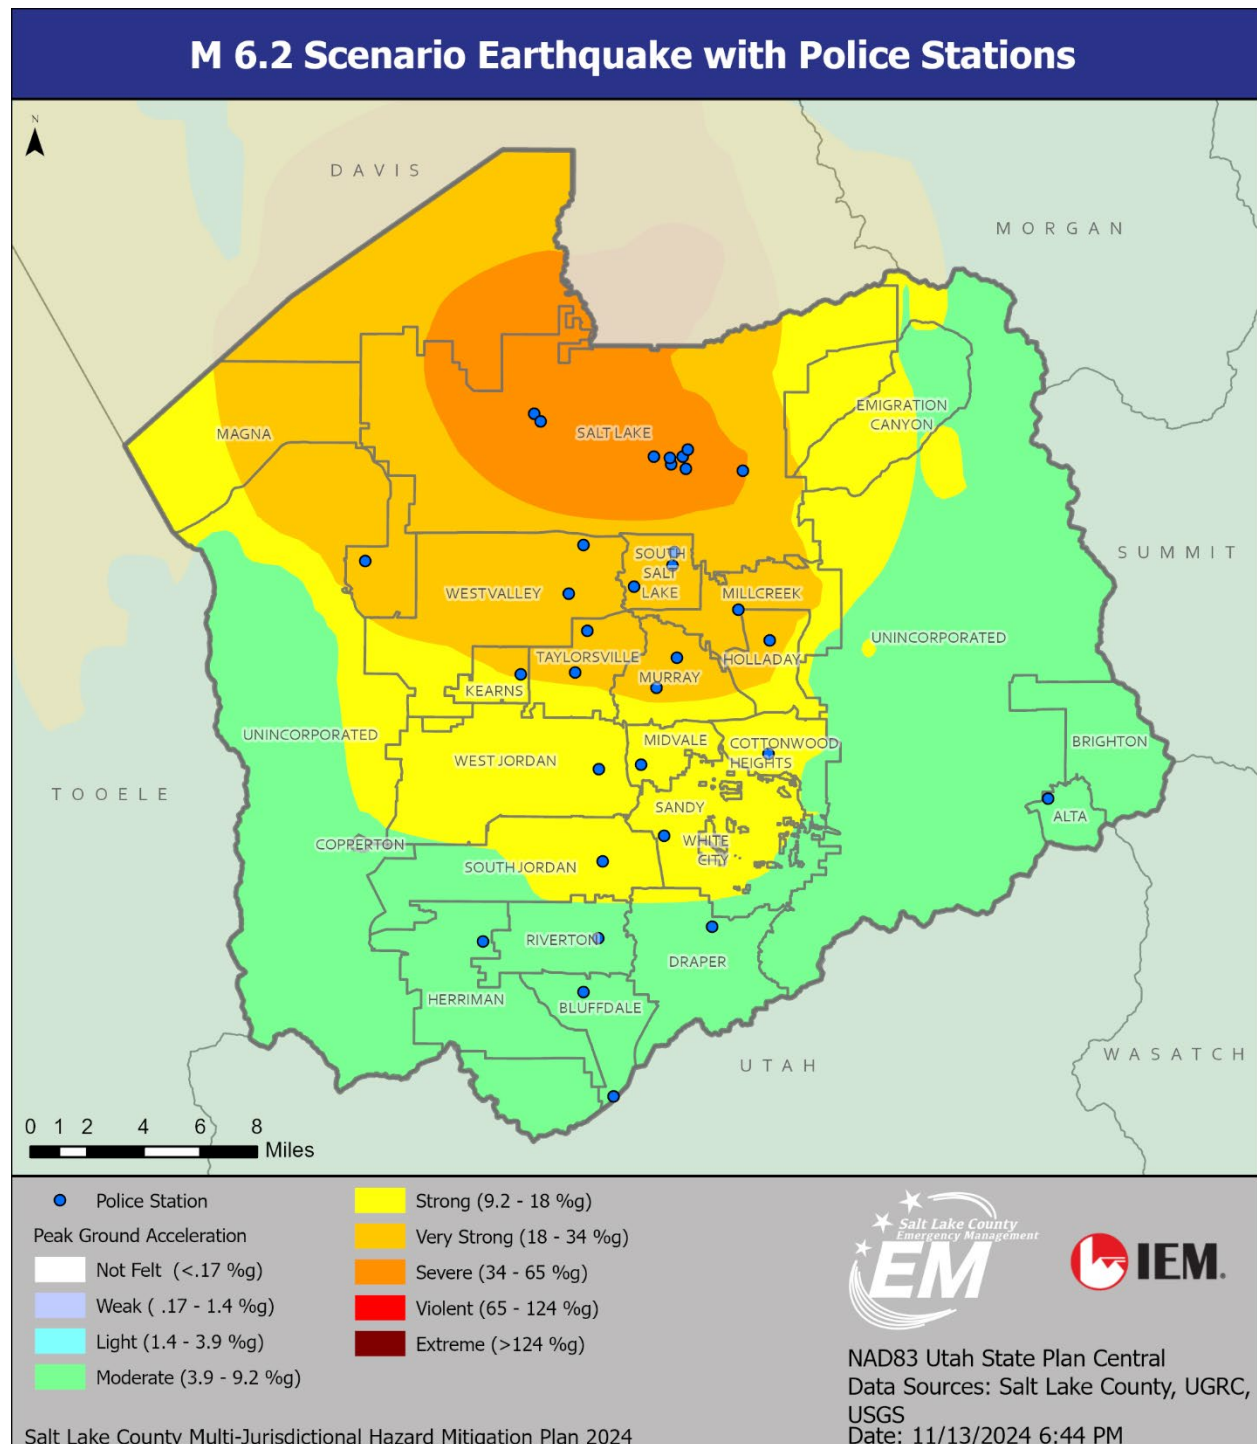 M 6.2 Scenario Earthquake with Police Stations
N
DAVIS
MORGAN
EMIGRATION
CANYON
MAGNA
SALT LAKE
SUMMIT
SOUTH
SALT
LAKE
WEST VALLEY
MILLCREEK
UNINCORPORATED
TAYLORSVILLE
HOLLADAY
MURRAY
KEARNS
UNINCORPORATED
MIDVALE
COTTONWOOD
HEIGHTS
BRIGHTON
WEST JORDAN
TOOELE
SANDY
ALTA
COPPERTON
WHITE
CITY
SOUTH JORDAN
RIVERTON
DRAPER
HERRIMAN
BLUFFDALE
UTAH
WASATCH
0 1 2 4 6 8
Miles
Police Station
Peak Ground Acceleration
Not Felt (<.17 %g)
Weak ( .17 - 1.4 %g)
Light (1.4 - 3.9 %g)
Moderate (3.9 - 9.2 %g)
Strong (9.2 - 18 %g)
Very Strong (18 - 34 %g)
Severe (34 - 65 %g)
Violent (65 - 124 %g)
Extreme (>124 %g)
Salt Lake County
Emergency Management
EM
IEM.
NAD83 Utah State Plan Central
Data Sources: Salt Lake County, UGRC,
USGS
Date: 11/13/2024 6:44 PM
Salt Lake County Multi-Jurisdictional Hazard Mitigation Plan 2024